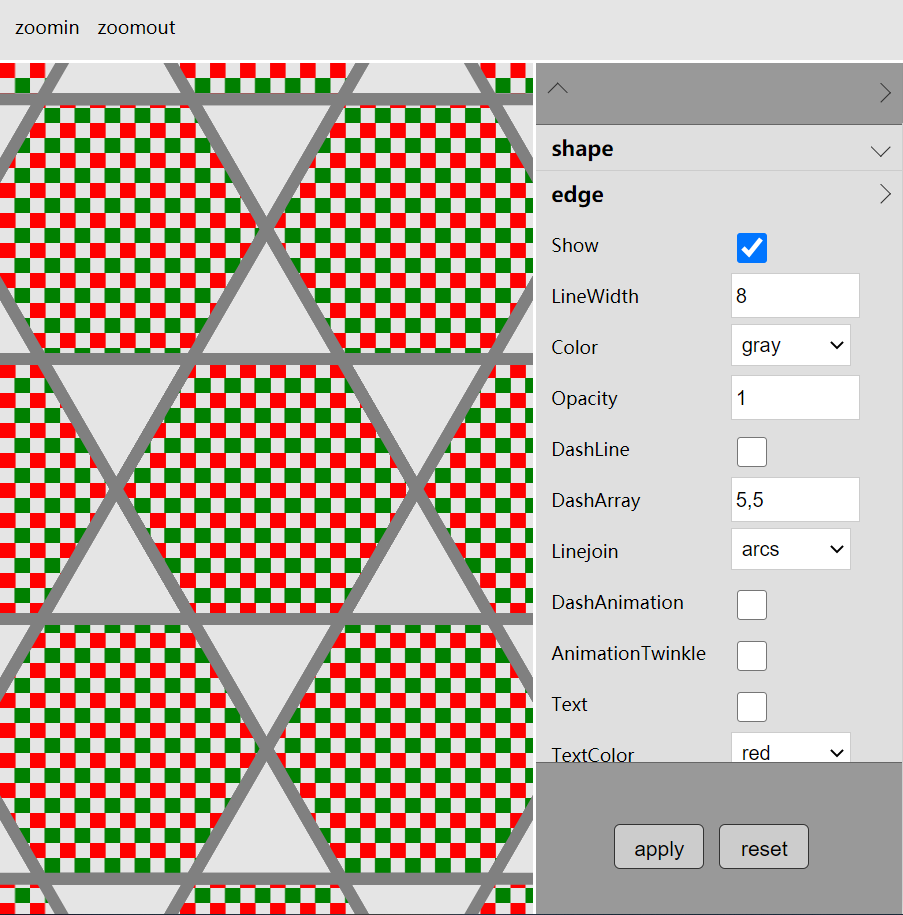 zoomin zoomout
shape
edge
Show
LineWidth 8
Color gray
Opacity 1
DashLine
DashArray 5,5
Linejoin arcs
DashAnimation
AnimationTwinkle
Text
TextColor red
apply reset